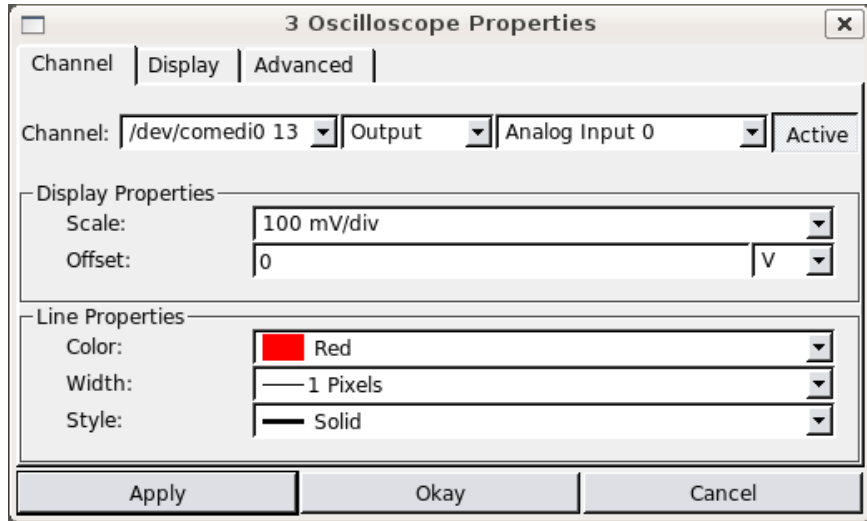 3 Oscilloscope Properties
Channel Display Advanced
Channel: /dev/comedi0 13 Output Analog Input 0 Active
Display Properties
Scale: 100 mV/div
Offset: 0 V
Line Properties
Color: Red
Width: 1 Pixels
Style: Solid
Apply Okay Cancel